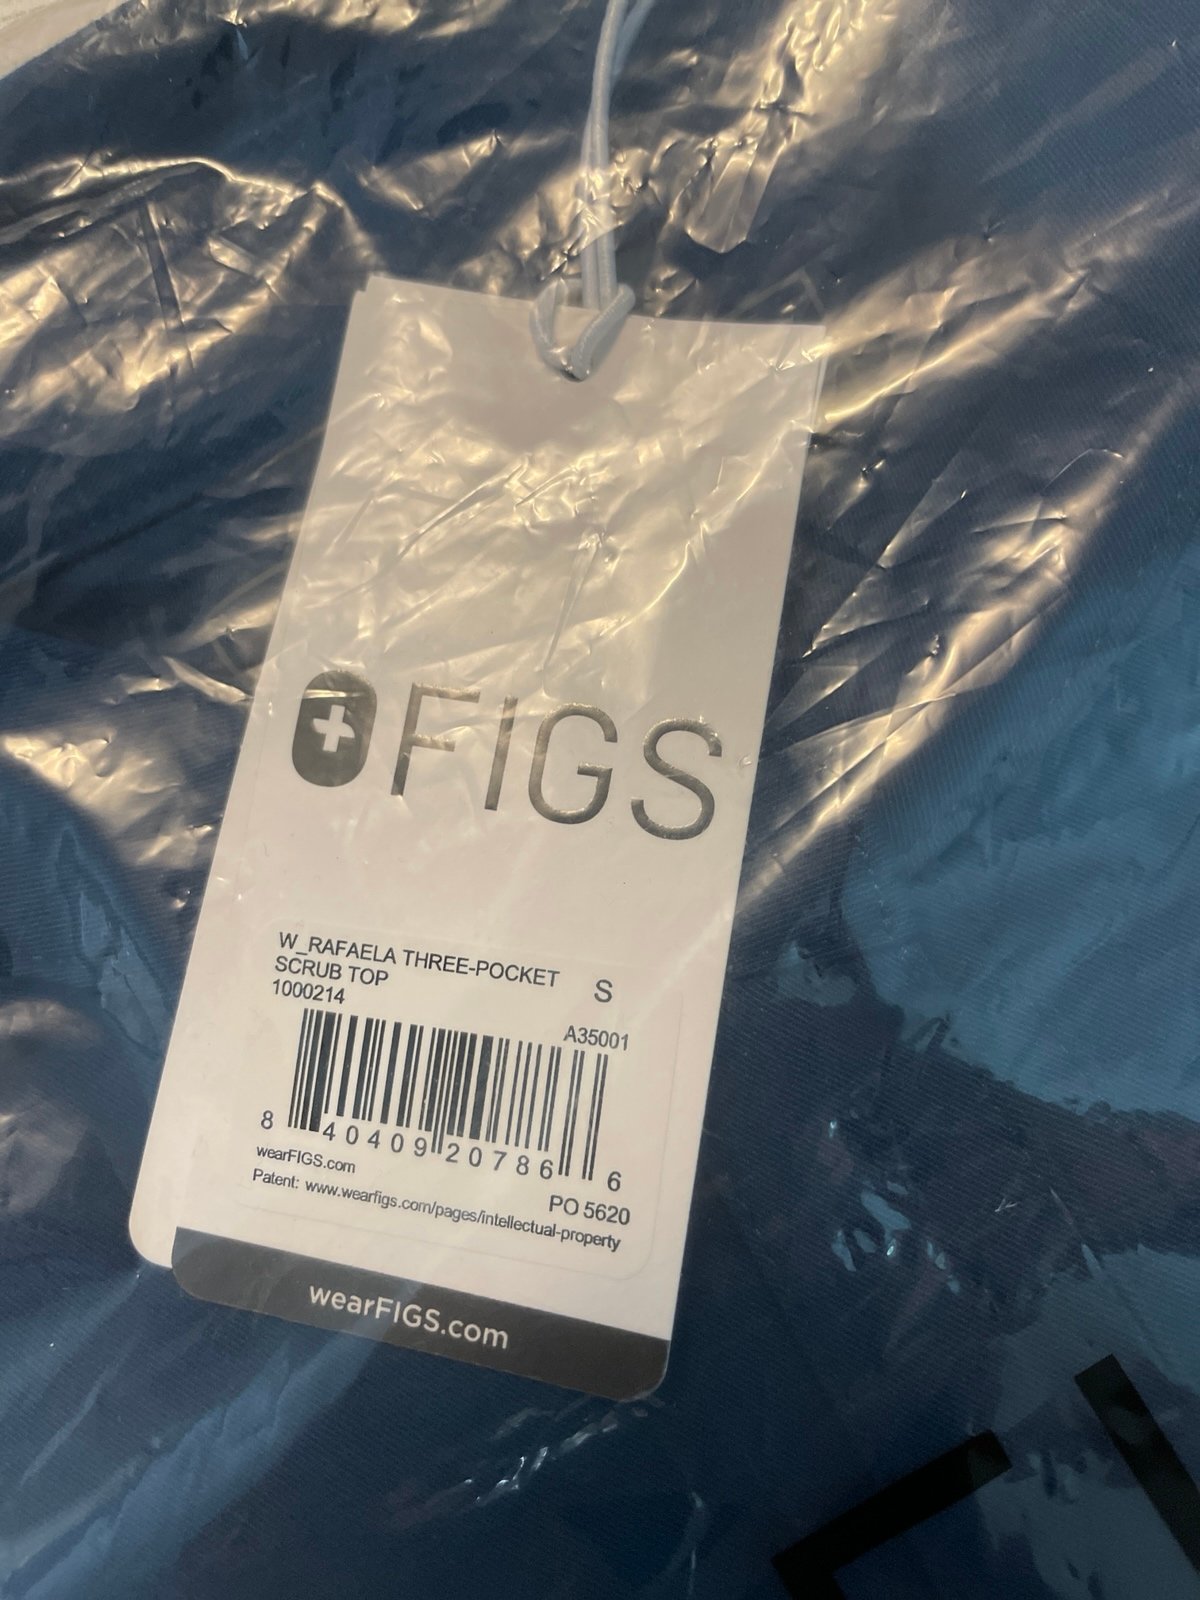 FIGS
W_RAFAELA THREE-POCKET
SCRUB TOP
S
1000214
A35001
8 40409 20786 6
wearFIGS.com
PO 5620
Patent: www.wearfigs.com/pages/intellectual-property
wearFIGS.com